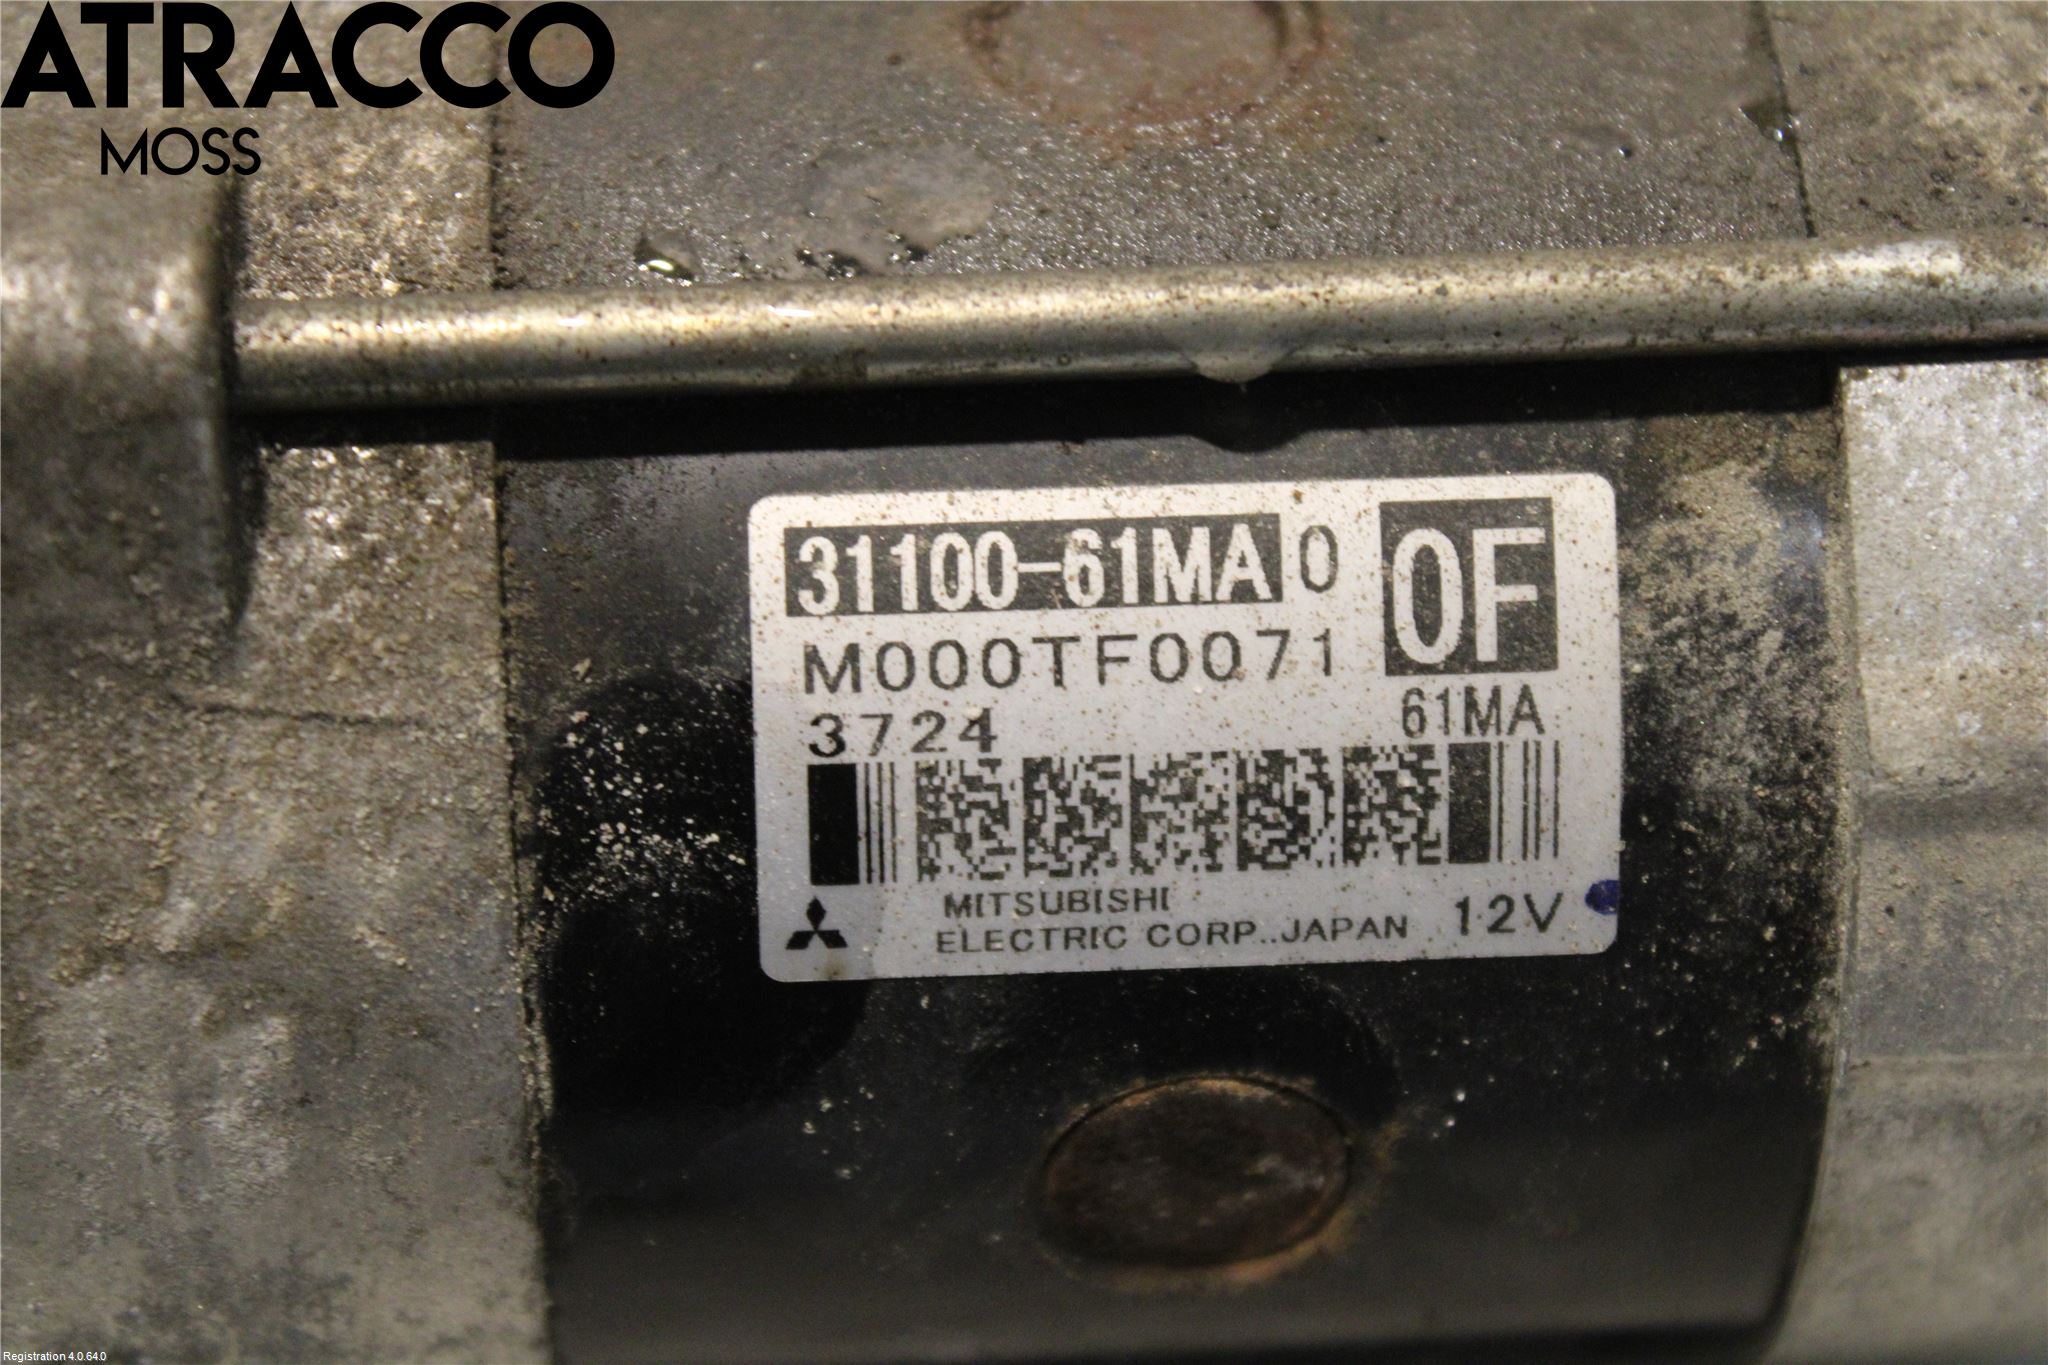 ATRACCO
MOSS
31100-61MA0
0F
M000TF0071
3724
61MA
MITSUBISHI
ELECTRIC CORP. JAPAN
12V
Registration 4.0.64.0